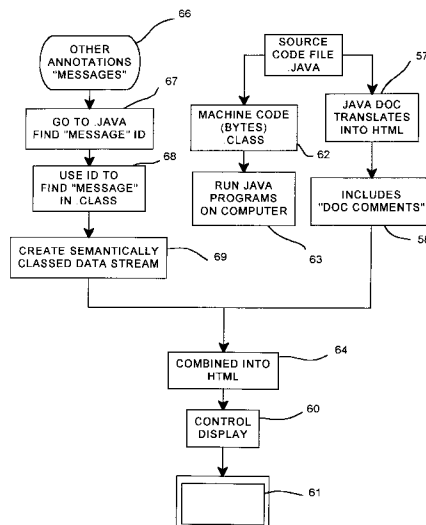 66
OTHER
ANNOTATIONS
"MESSAGES"
67
GO TO .JAVA
FIND "MESSAGE" ID
68
USE ID TO
FIND "MESSAGE"
IN .CLASS
CREATE SEMANTICALLY
CLASSED DATA STREAM
69
SOURCE
CODE FILE
.JAVA
57
MACHINE CODE
(BYTES)
.CLASS
62
JAVA DOC
TRANSLATES
INTO HTML
RUN JAVA
PROGRAMS
ON COMPUTER
63
INCLUDES
"DOC COMMENTS"
58
64
COMBINED INTO
HTML
60
CONTROL
DISPLAY
61